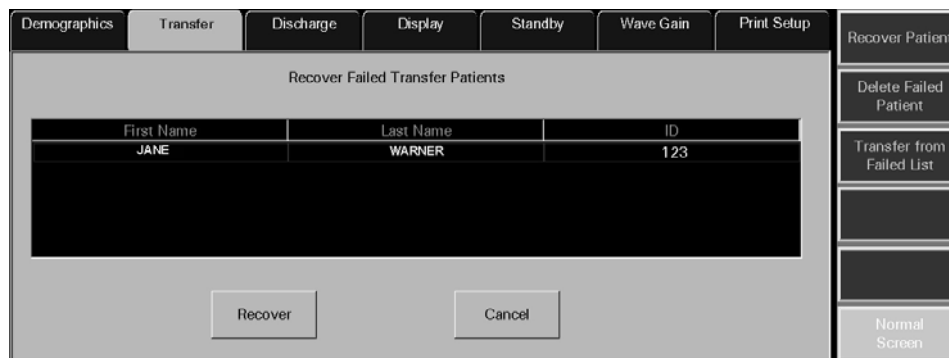 Demographics Transfer Discharge Display Standby Wave Gain Print Setup
Recover Failed Transfer Patients
First Name Last Name ID
JANE WARNER 123
Recover Cancel
Recover Patient
Delete Failed
Patient
Transfer from
Failed List
Normal
Screen